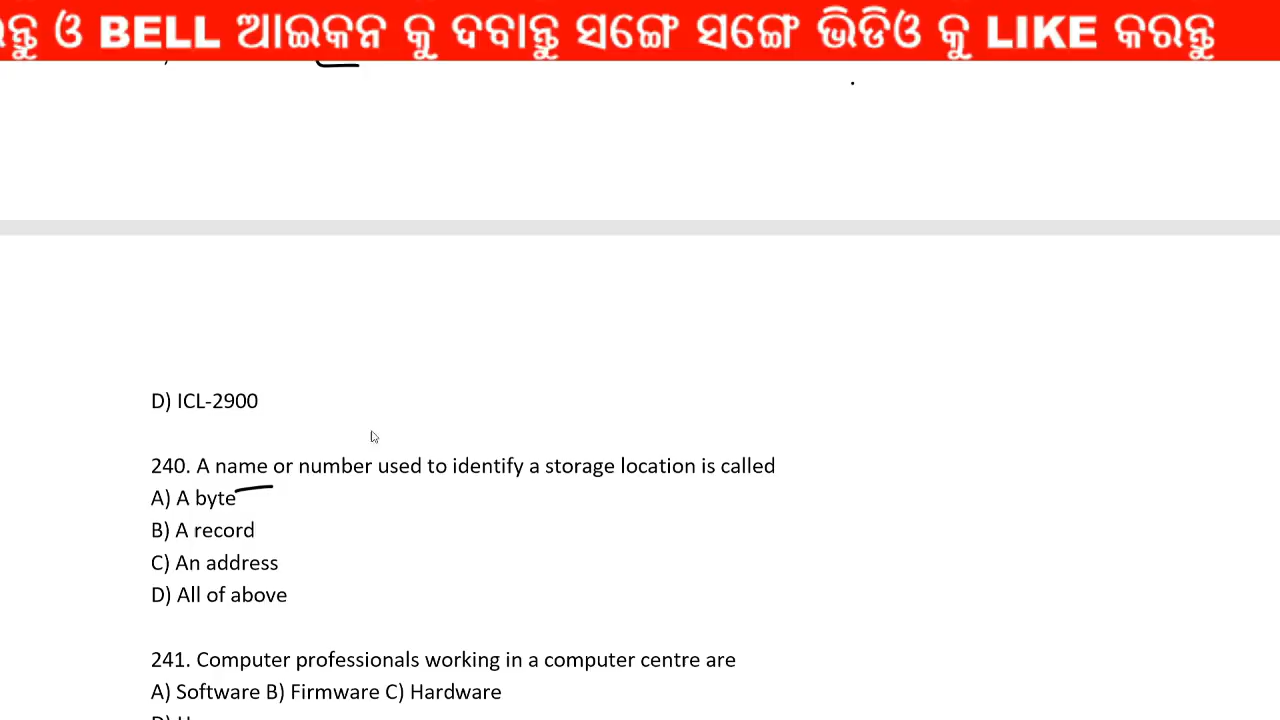 ଓ BELL ଆଇକନ କୁ ଦବାନ୍ତୁ ସଙ୍ଗେ ସଙ୍ଗେ ଭିଡିଓ କୁ LIKE କରନ୍ତୁ
D) ICL-2900
240. A name or number used to identify a storage location is called
A) A byte
B) A record
C) An address
D) All of above
241. Computer professionals working in a computer centre are
A) Software B) Firmware C) Hardware